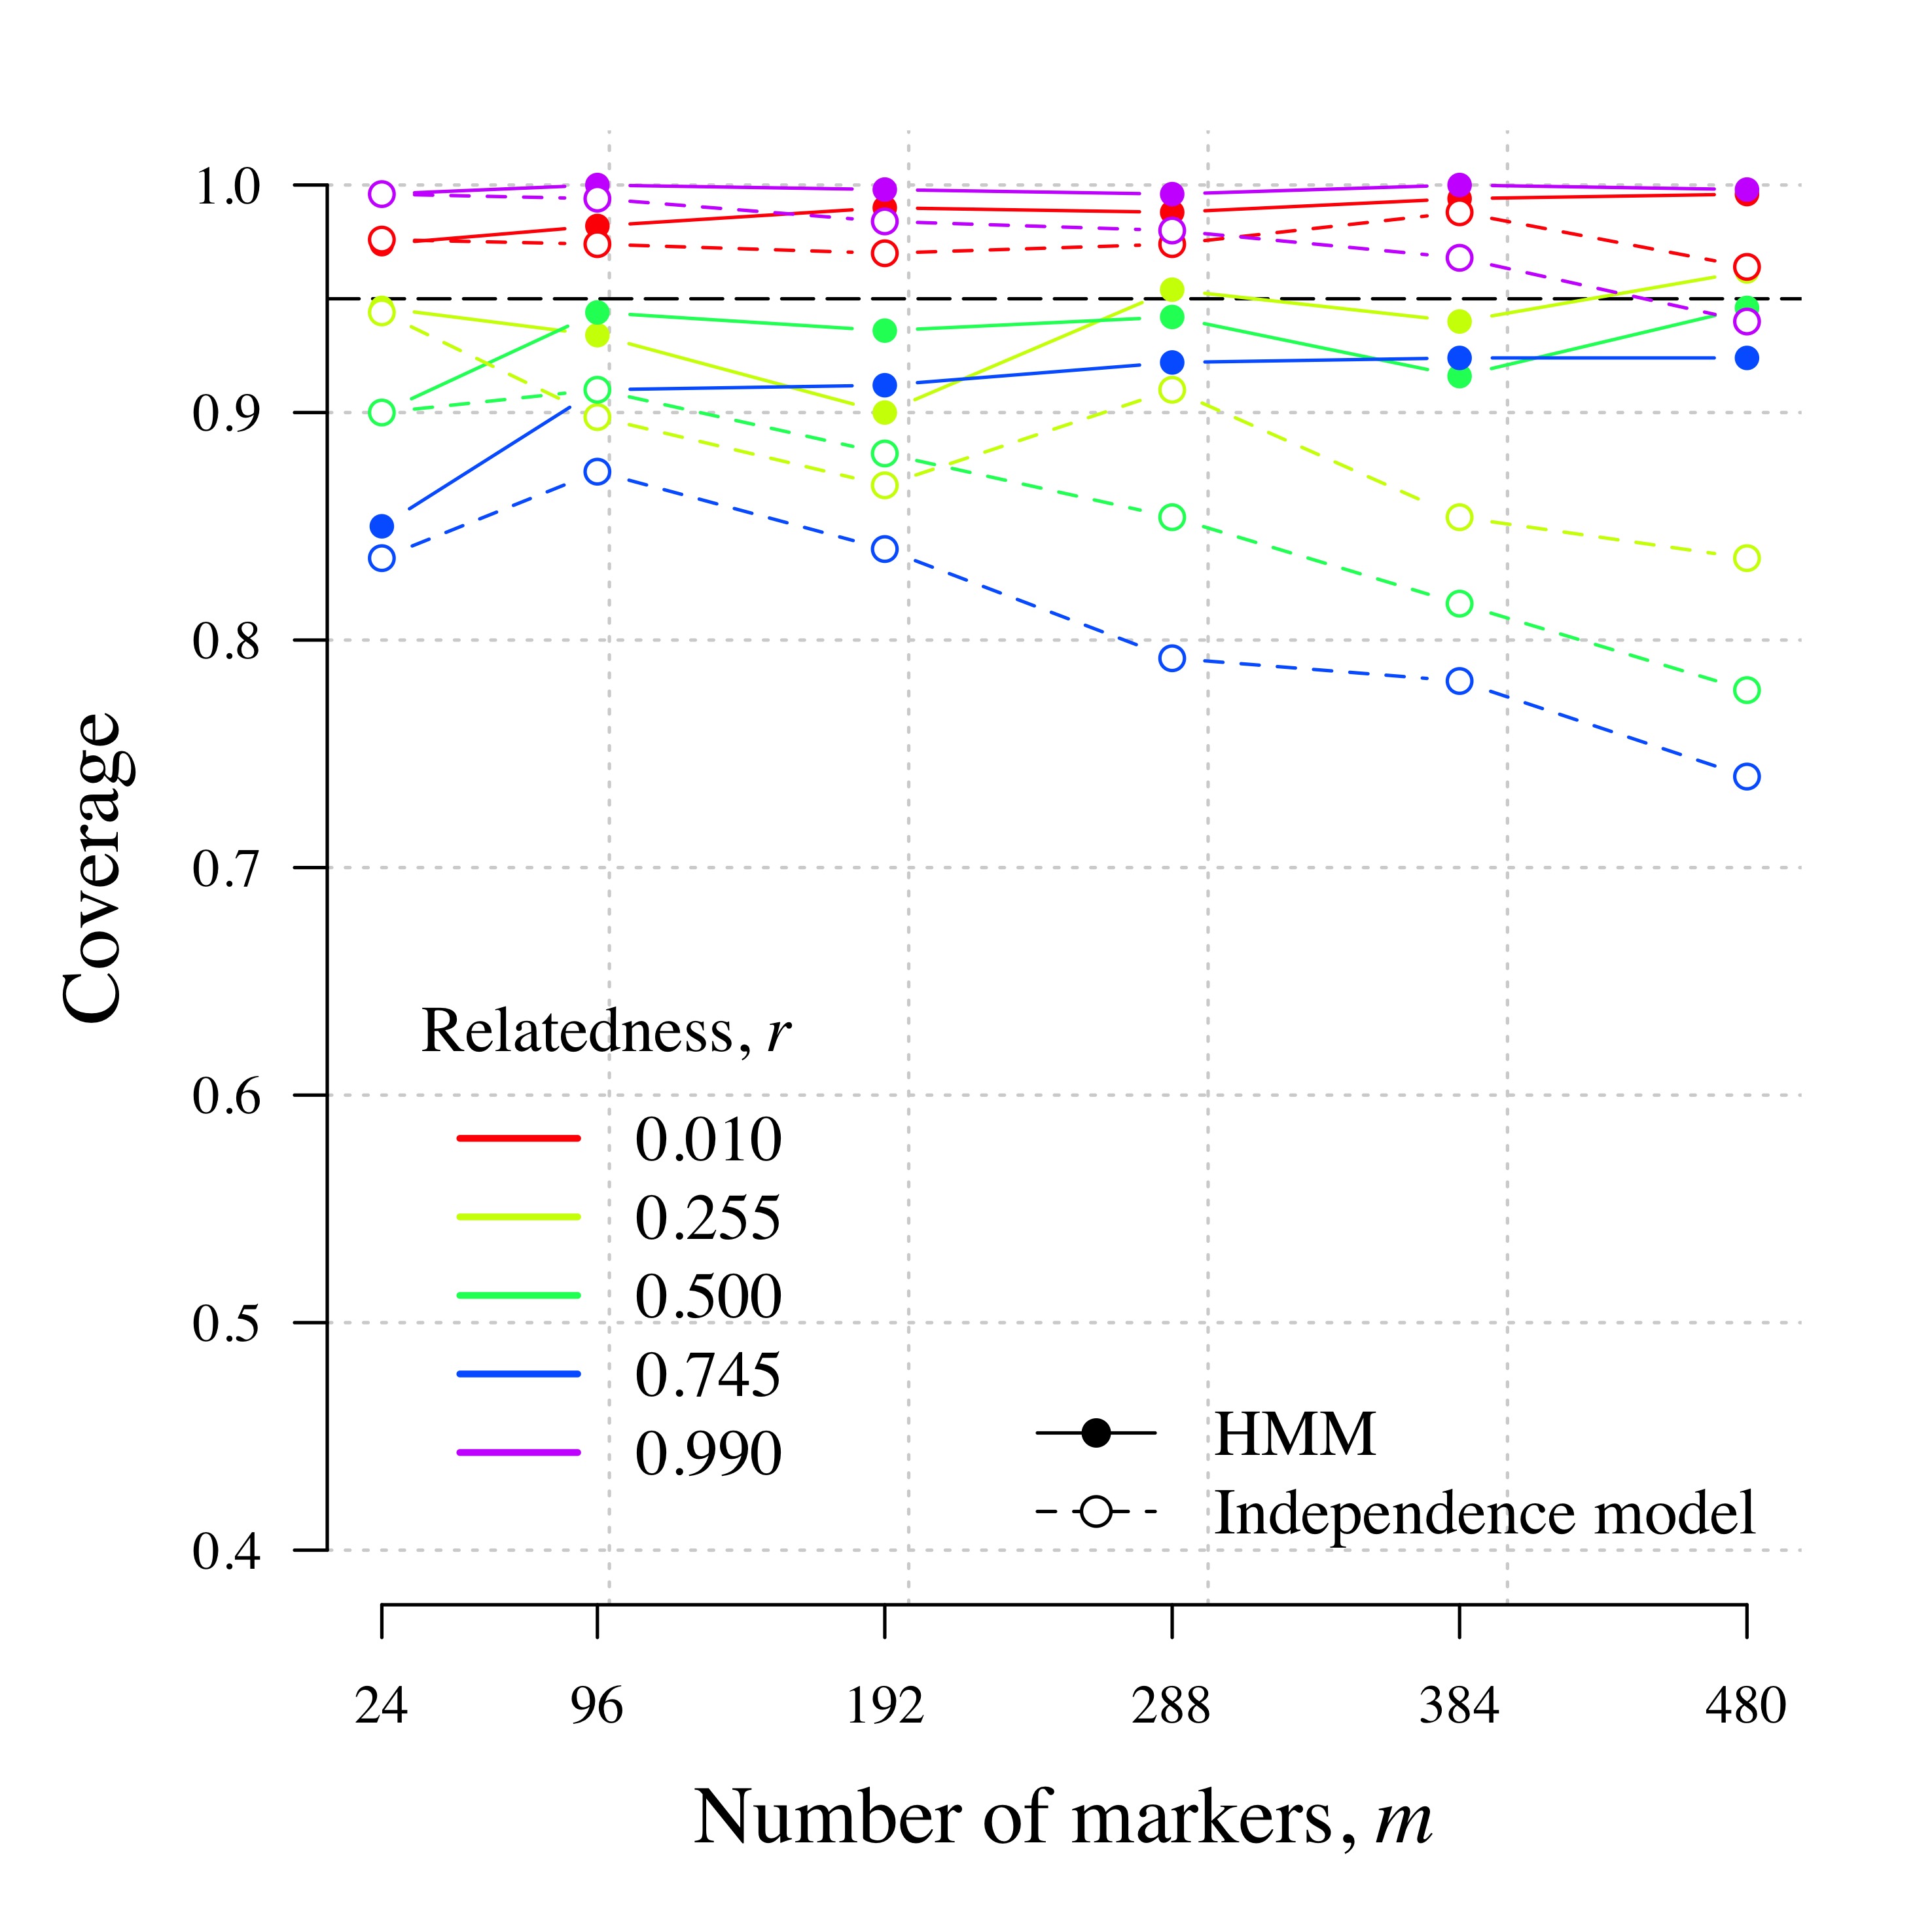 1.0
0.9
0.8
0.7
0.6
0.5
0.4
Coverage
Relatedness, r
0.010
0.255
0.500
0.745
0.990
HMM
Independence model
24 96 192 288 384 480
Number of markers, m